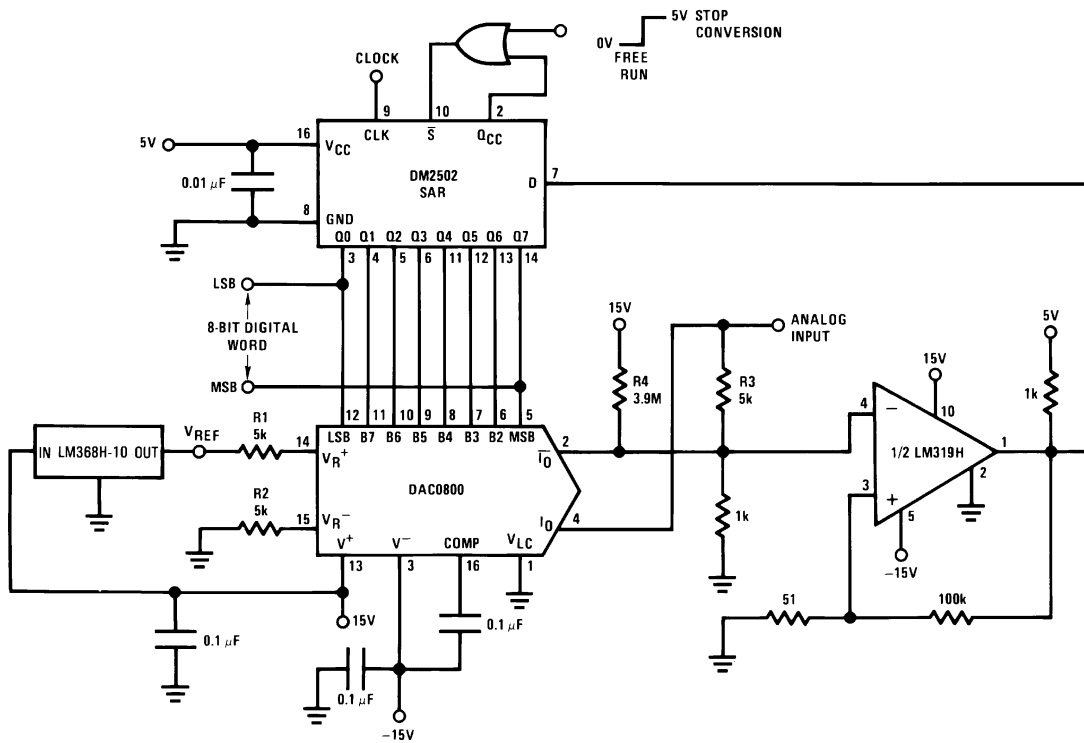 5V STOP
CONVERSION
0V
FREE
RUN
CLOCK
9
10
2
16
CLK
S̅
QCC
5V
VCC
DM2502
SAR
D
7
0.01 μF
8
GND
Q0 Q1 Q2 Q3 Q4 Q5 Q6 Q7
3 4 5 6 11 12 13 14
LSB
8-BIT DIGITAL
WORD
MSB
15V
ANALOG
INPUT
5V
R4
3.9M
R3
5k
15V
1k
12 11 10 9 8 7 6 5
LSB B7 B6 B5 B4 B3 B2 MSB
IN LM368H-10 OUT
VREF
R1
5k
14
VR+
2
I̅O̅
4
−
10
1/2 LM319H
1
2
DAC0800
R2
5k
15
VR−
IO
4
1k
3
+
5
−15V
V+
V−
COMP
VLC
13
3
16
1
15V
0.1 μF
0.1 μF
0.1 μF
−15V
51
100k